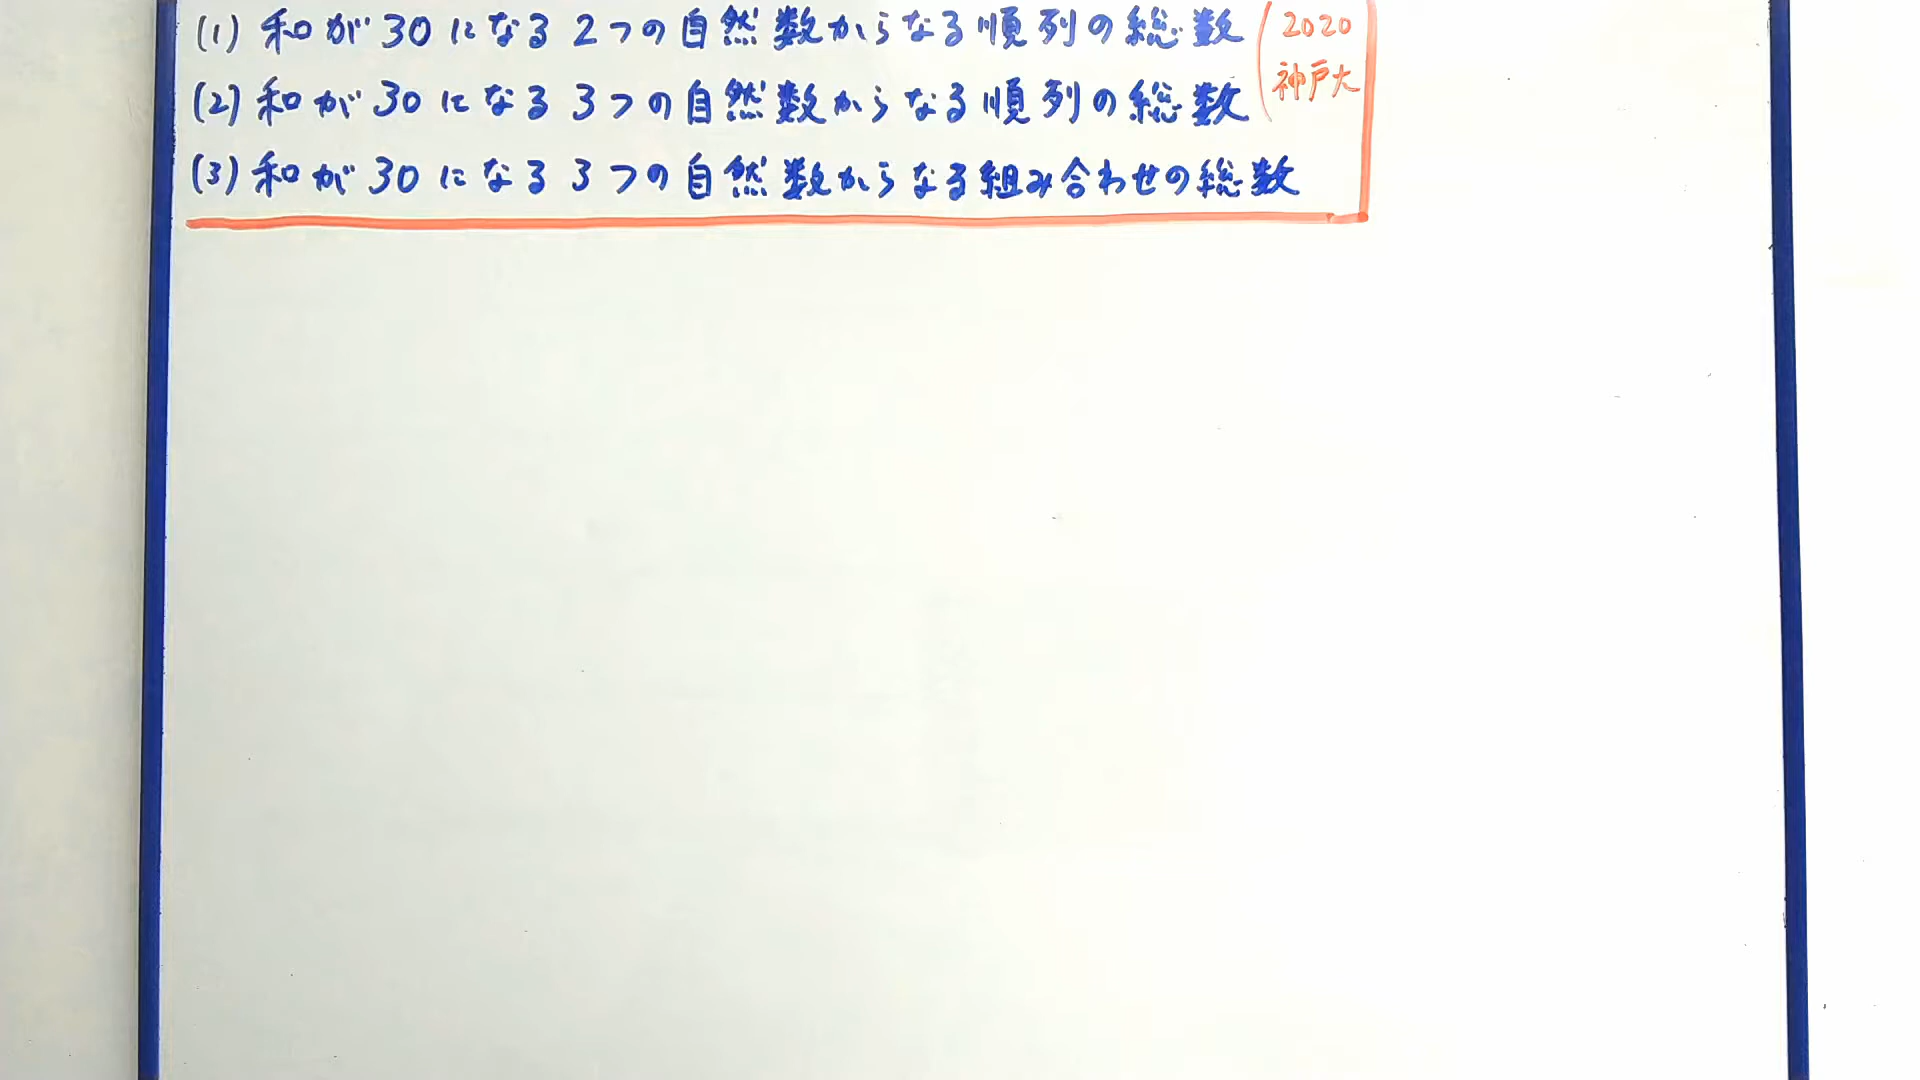 (1) 和が30になる2つの自然数からなる順列の総数
(2) 和が30になる3つの自然数からなる順列の総数
(3) 和が30になる3つの自然数からなる組み合わせの総数
(2020
神戸大